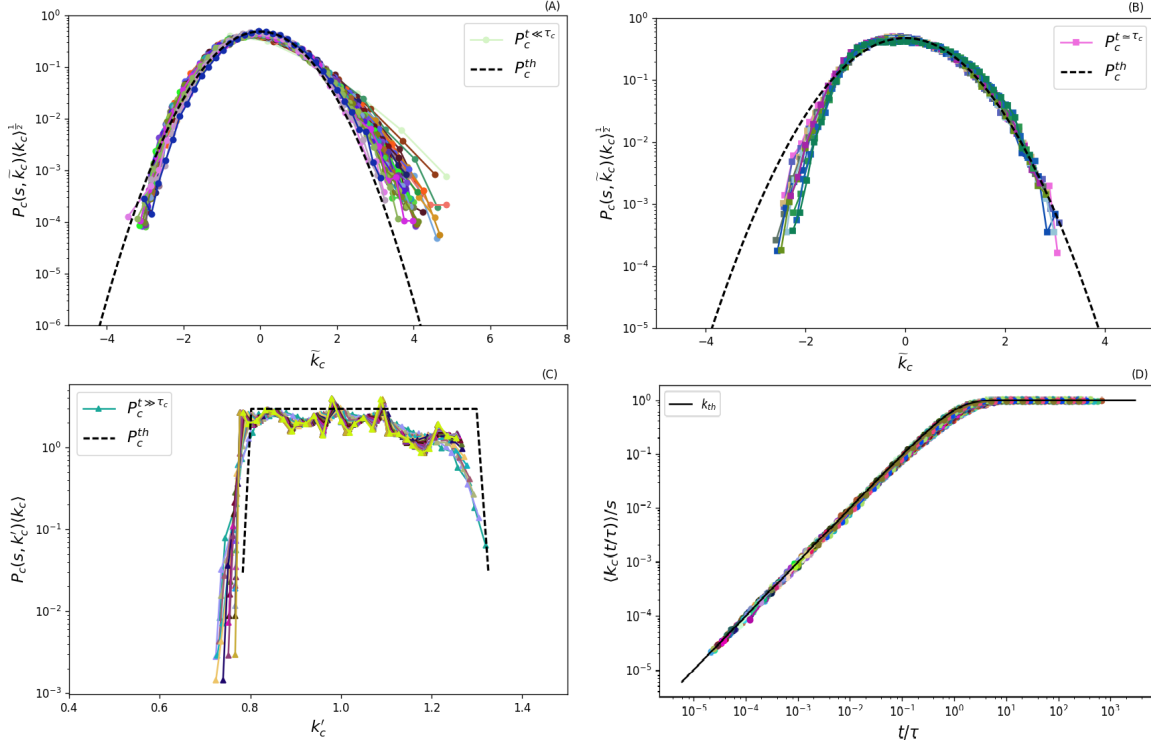 (A)
P_c(s, k̃_c)⟨k_c⟩^{1/2}
10^0
10^{-1}
10^{-2}
10^{-3}
10^{-4}
10^{-5}
10^{-6}
P_c^{t≪τ_c}
P_c^{th}
−4 −2 0 2 4 6 8
k̃_c
(B)
P_c(s, k̃_c)⟨k_c⟩^{1/2}
10^0
10^{-1}
10^{-2}
10^{-3}
10^{-4}
10^{-5}
P_c^{t≃τ_c}
P_c^{th}
−4 −2 0 2 4
k̃_c
(C)
P_c(s, k_c′)⟨k_c⟩
10^0
10^{-1}
10^{-2}
10^{-3}
P_c^{t≫τ_c}
P_c^{th}
0.4 0.6 0.8 1.0 1.2 1.4
k_c′
(D)
⟨k_c(t/τ)⟩/s
10^0
10^{-1}
10^{-2}
10^{-3}
10^{-4}
10^{-5}
k_{th}
10^{-5} 10^{-4} 10^{-3} 10^{-2} 10^{-1} 10^0 10^1 10^2 10^3
t/τ